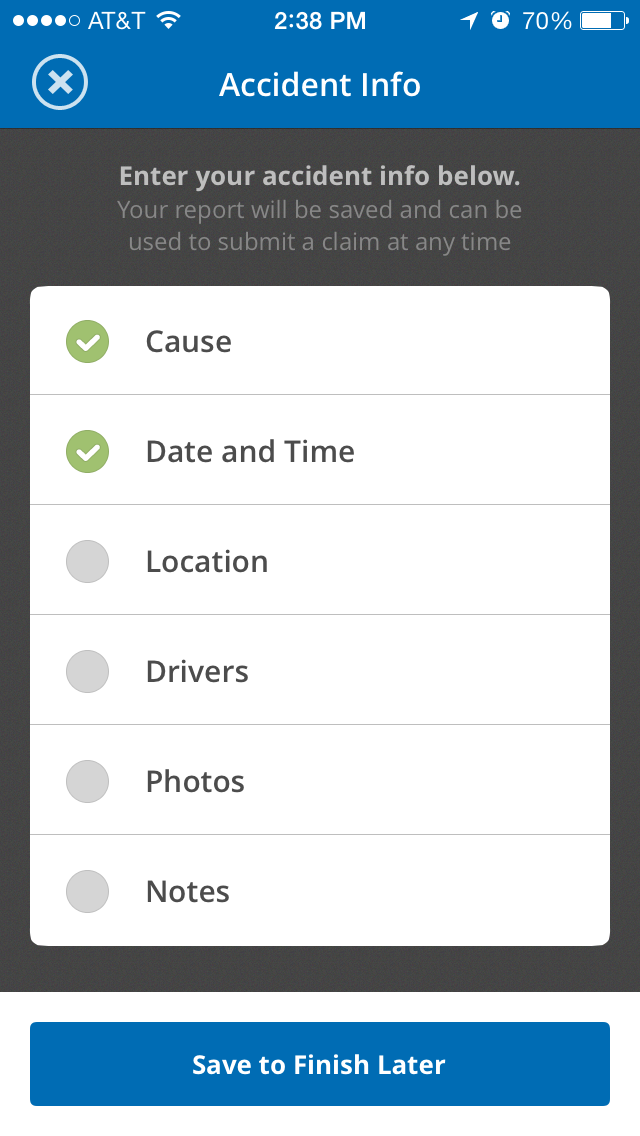 AT&T 2:38 PM 70%
Accident Info
Enter your accident info below.
Your report will be saved and can be
used to submit a claim at any time
Cause
Date and Time
Location
Drivers
Photos
Notes
Save to Finish Later